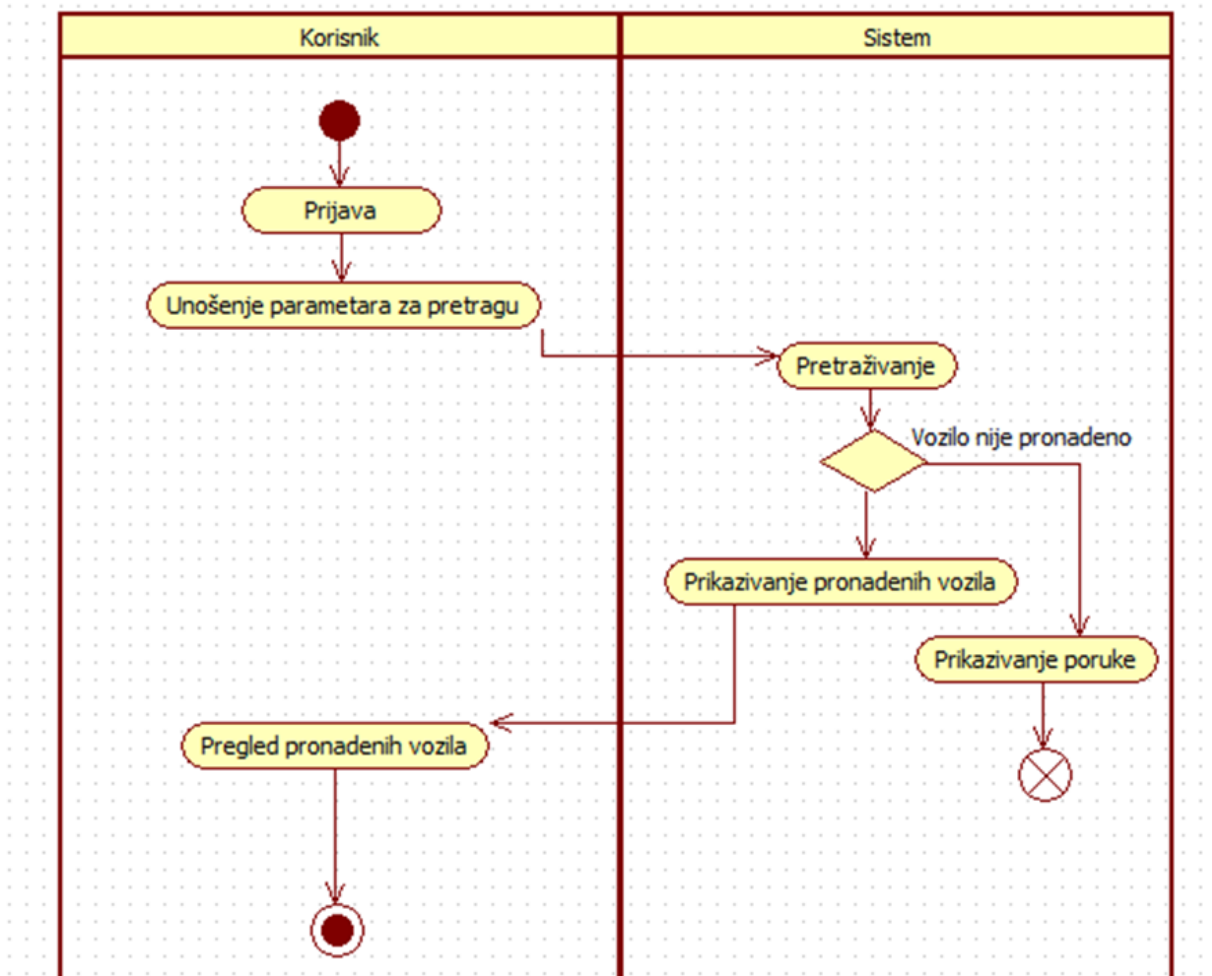 Korisnik
Sistem
Prijava
Unošenje parametara za pretragu
Pretraživanje
Vozilo nije pronadeno
Prikazivanje pronadenih vozila
Prikazivanje poruke
Pregled pronadenih vozila